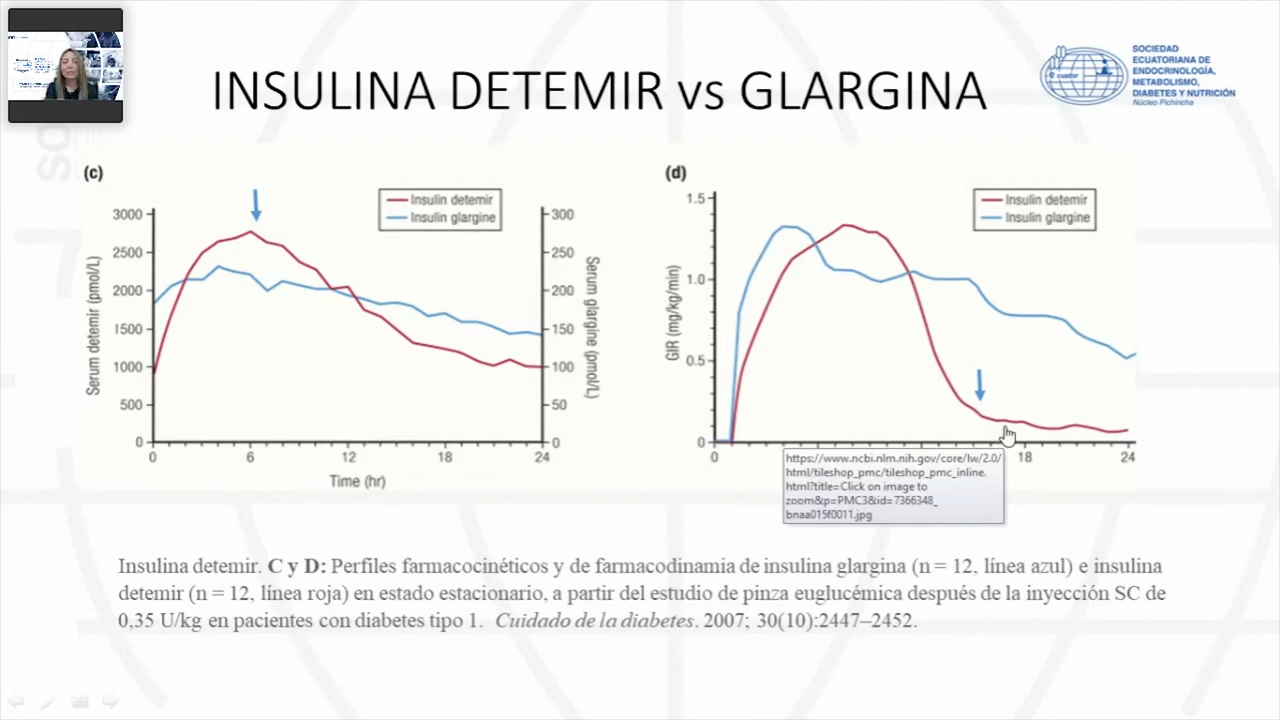 INSULINA DETEMIR vs GLARGINA
ecuador
SOCIEDAD
ECUATORIANA DE
ENDOCRINOLOGÍA,
METABOLISMO,
DIABETES Y NUTRICIÓN
Núcleo Pichincha
(c)
Insulin detemir
Insulin glargine
3000
2500
2000
1500
1000
500
0
Serum detemir (pmol/L)
300
250
200
150
100
50
0
Serum glargine (pmol/L)
0 6 12 18 24
Time (hr)
(d)
Insulin detemir
Insulin glargine
1.5
1.0
0.5
0
GIR (mg/kg/min)
0 18 24
https://www.ncbi.nlm.nih.gov/core/lw/2.0/
html/tileshop_pmc/tileshop_pmc_inline.
html?title=Click on image to
zoom&p=PMC3&id=7366348_
bnaa015f0011.jpg
Insulina detemir. C y D: Perfiles farmacocinéticos y de farmacodinamia de insulina glargina (n = 12, línea azul) e insulina
detemir (n = 12, línea roja) en estado estacionario, a partir del estudio de pinza euglucémica después de la inyección SC de
0,35 U/kg en pacientes con diabetes tipo 1. Cuidado de la diabetes. 2007; 30(10):2447–2452.